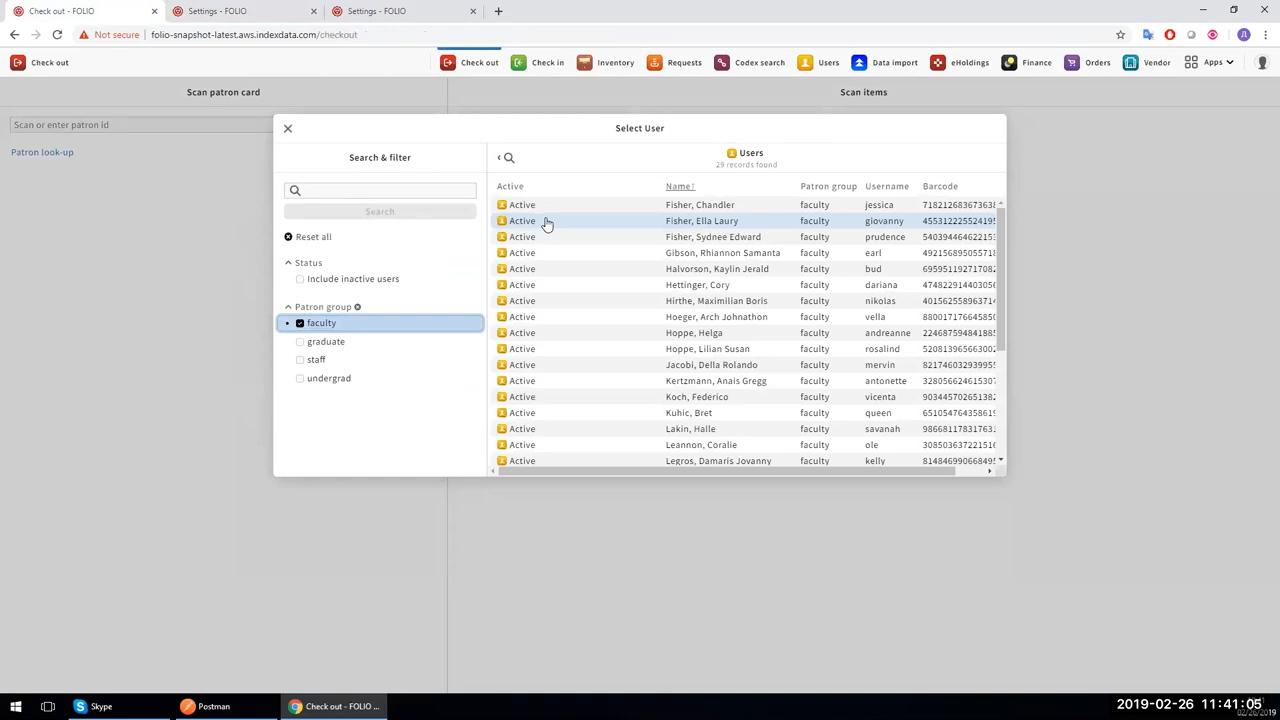 Check out - FOLIO
Settings - FOLIO
Settings - FOLIO
Not secure
folio-snapshot-latest.aws.indexdata.com/checkout
Check out
Check out
Check in
Inventory
Requests
Codex search
Users
Data import
eHoldings
Finance
Orders
Vendor
Apps
Scan patron card
Scan items
Scan or enter patron id
Patron look-up
Select User
Search & filter
Search
Reset all
Status
Include inactive users
Patron group
faculty
graduate
staff
undergrad
Users
29 records found
Active Name Patron group Username Barcode
Active Fisher, Chandler faculty jessica
Active Fisher, Ella Laury faculty giovanny
Active Fisher, Sydnee Edward faculty prudence
Active Gibson, Rhiannon Samanta faculty earl
Active Halvorson, Kaylin Jerald faculty bud
Active Hettinger, Cory faculty dariana
Active Hirthe, Maximilian Boris faculty nikolas
Active Hoeger, Arch Johnathon faculty vella
Active Hoppe, Helga faculty andreanne
Active Hoppe, Lilian Susan faculty rosalind
Active Jacobi, Della Rolando faculty mervin
Active Kertzmann, Anais Gregg faculty antonette
Active Koch, Federico faculty vicenta
Active Kuhic, Bret faculty queen
Active Lakin, Halle faculty savanah
Active Leannon, Coralie faculty ole
Active Legros, Damaris Jovanny faculty kelly
Skype
Postman
Check out - FOLIO ...
2019-02-26 11:41:05